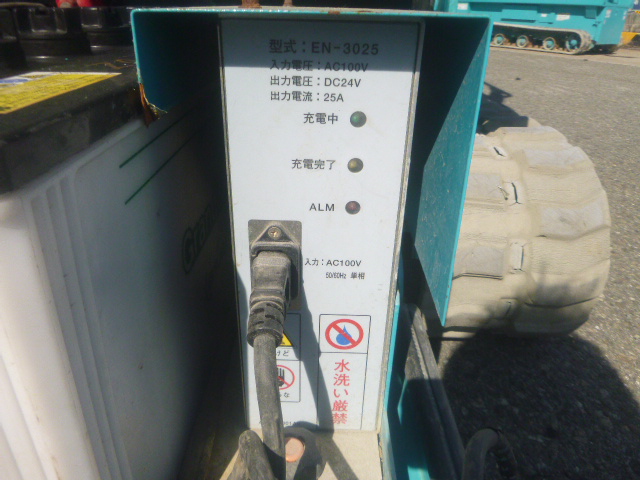 型式：EN-3025
入力電圧：AC100V
出力電圧：DC24V
出力電流：25A
充電中
充電完了
ALM
入力：AC100V
50/60Hz 単相
けど
水洗い厳禁